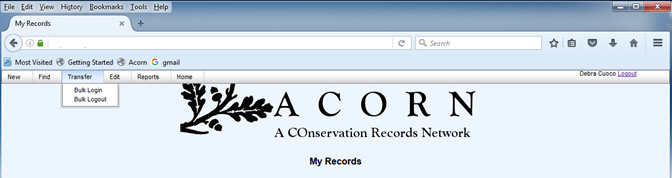 File Edit View History Bookmarks Tools Help
My Records
Search
Most Visited Getting Started Acorn gmail
New Find Transfer Edit Reports Home Debra Cuoco Logout
Bulk Login
Bulk Logout
ACORN
A COnservation Records Network
My Records